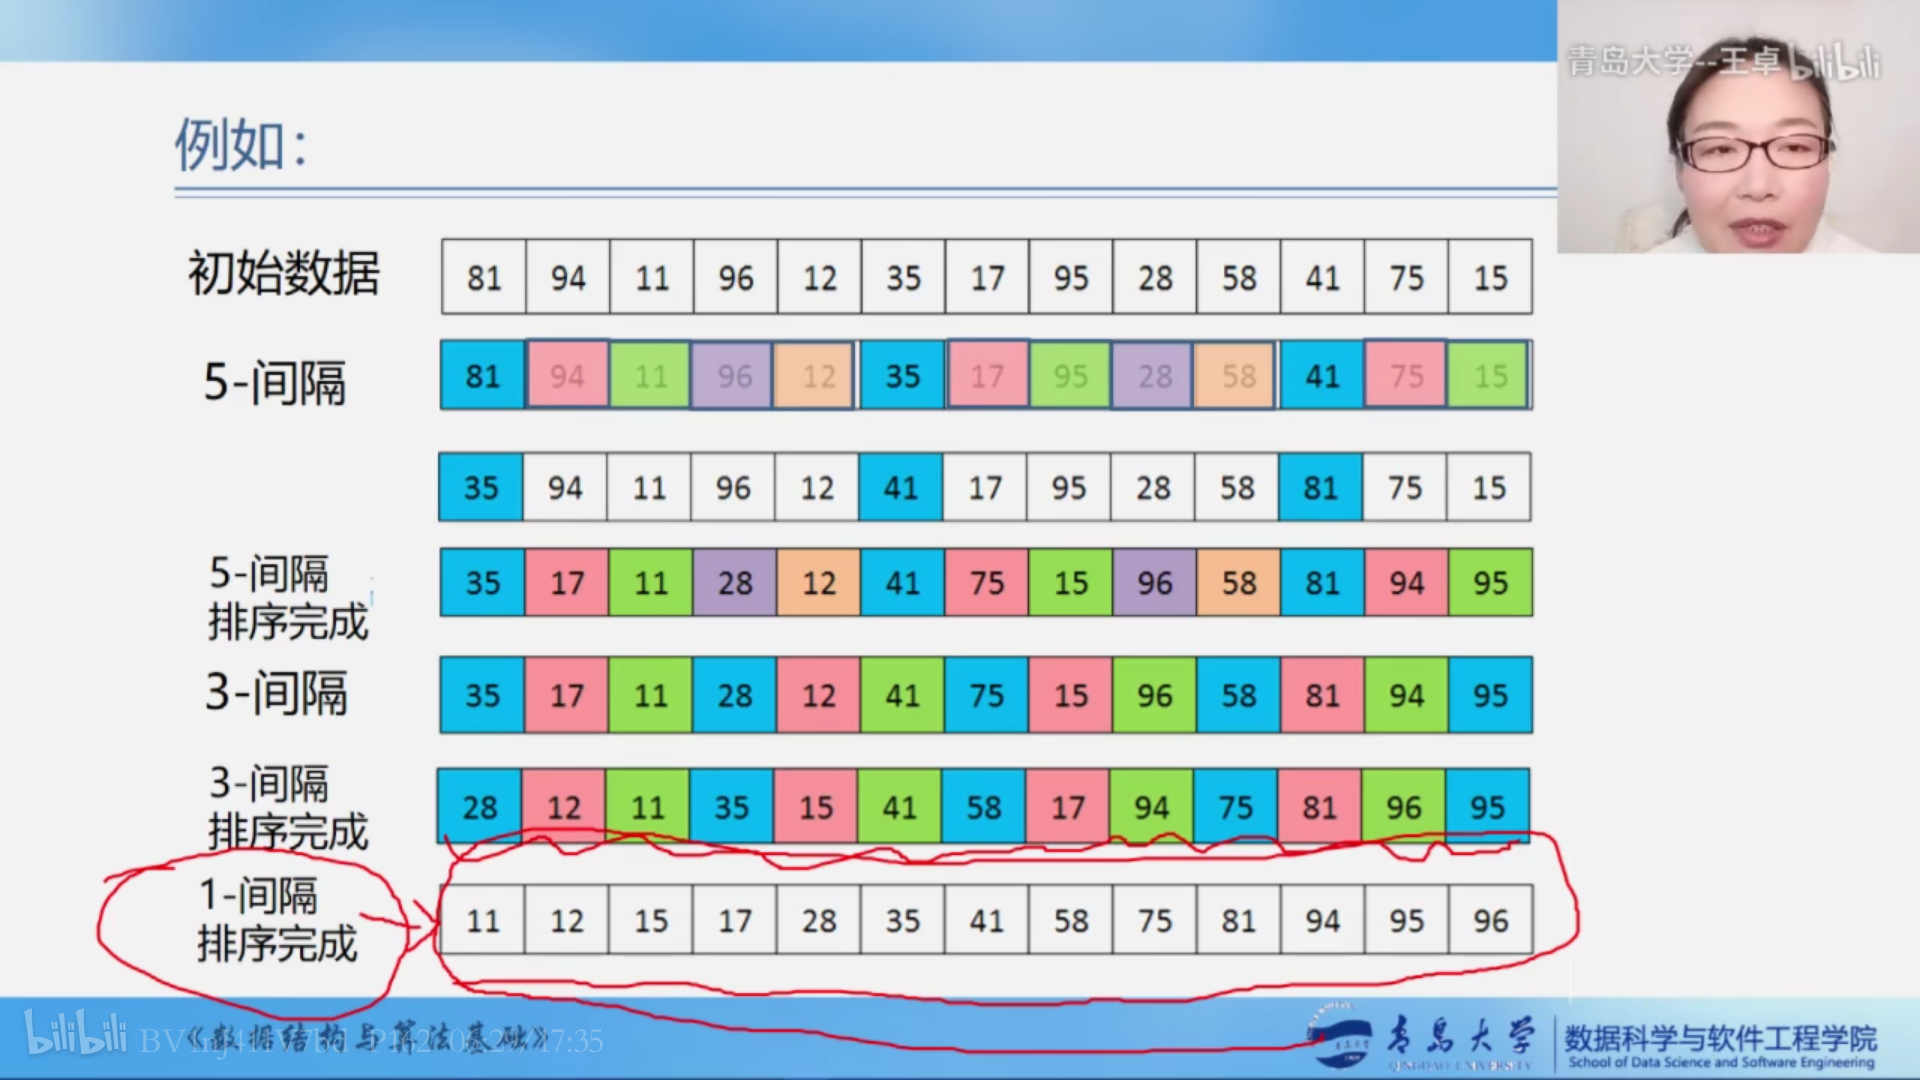 青岛大学--王卓 bilibili
例如：
初始数据 81 94 11 96 12 35 17 95 28 58 41 75 15
5-间隔 81 94 11 96 12 35 17 95 28 58 41 75 15
35 94 11 96 12 41 17 95 28 58 81 75 15
5-间隔
排序完成
35 17 11 28 12 41 75 15 96 58 81 94 95
3-间隔 35 17 11 28 12 41 75 15 96 58 81 94 95
3-间隔
排序完成
28 12 11 35 15 41 58 17 94 75 81 96 95
1-间隔
排序完成
11 12 15 17 28 35 41 58 75 81 94 95 96
bilibili
《数据结构与算法基础》
17:35
青岛大学
QINGDAO UNIVERSITY
数据科学与软件工程学院
School of Data Science and Software Engineering